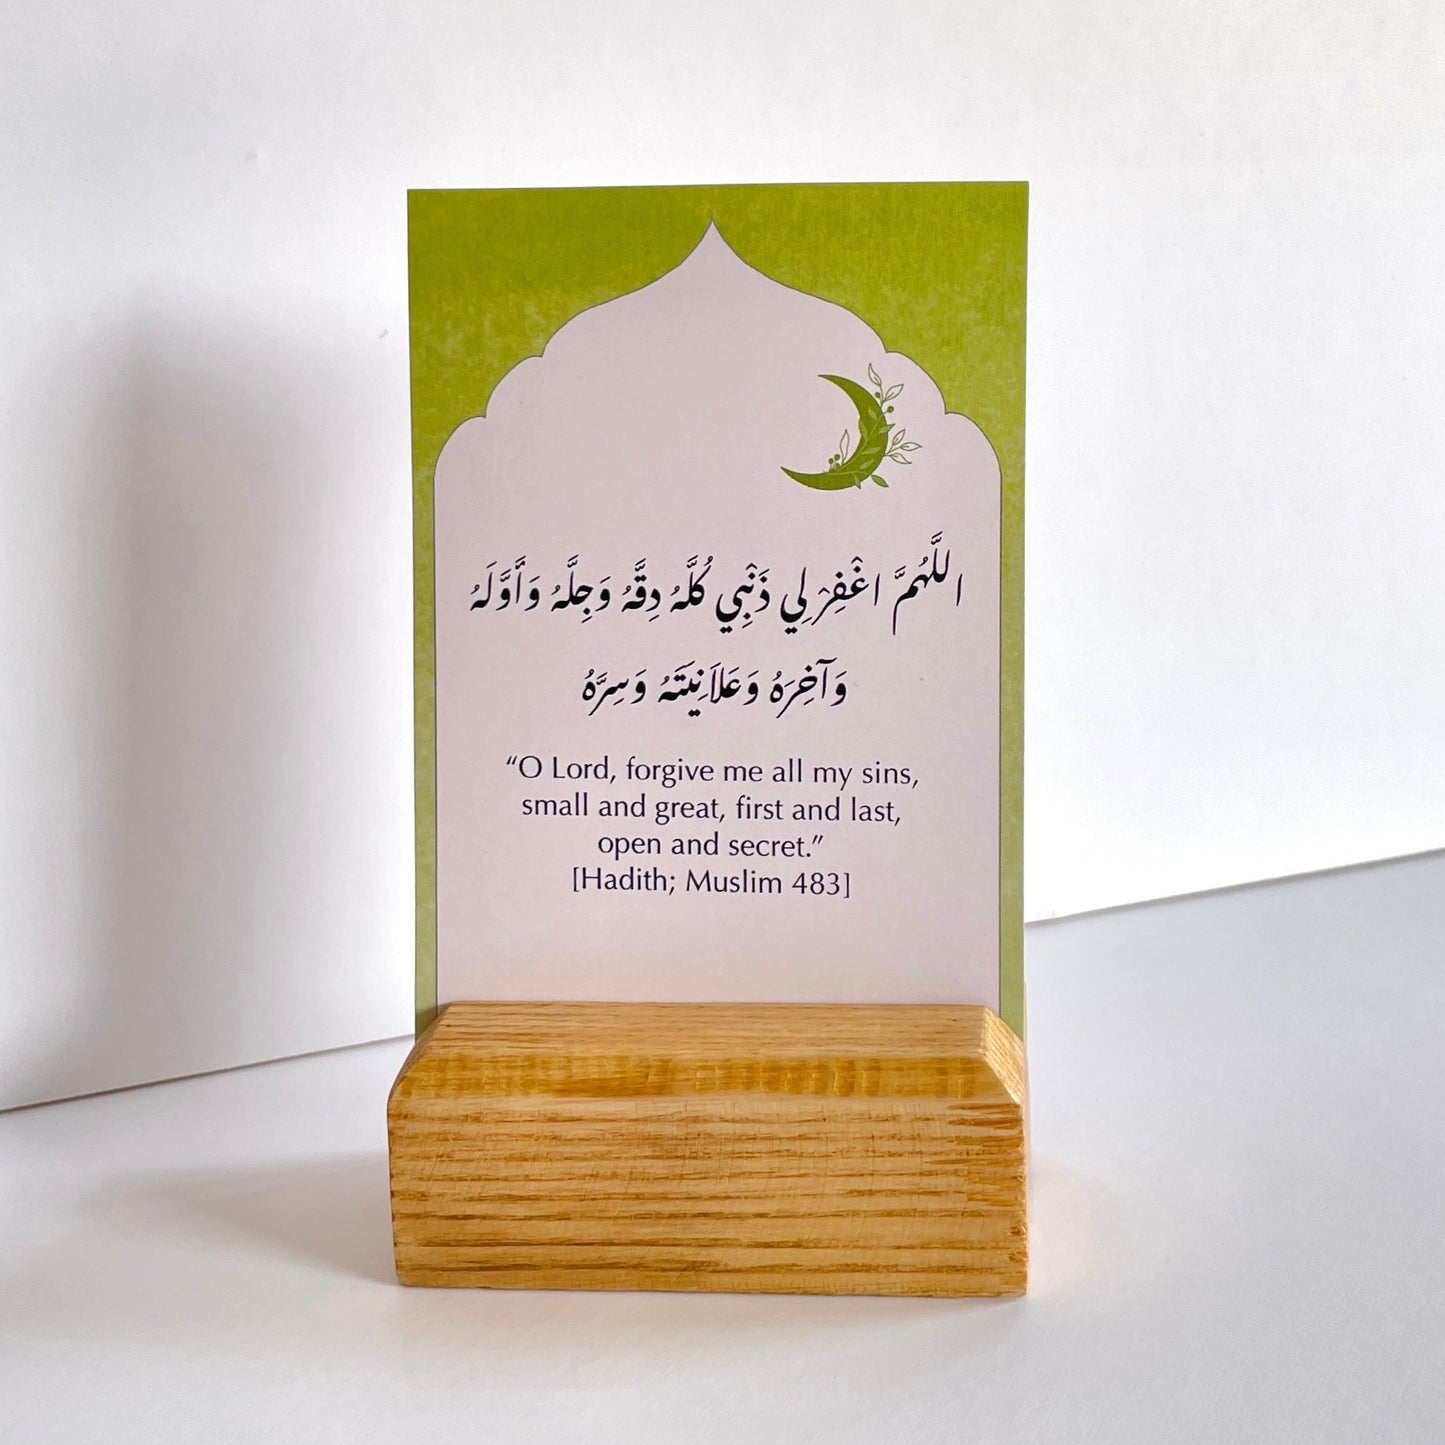 اللَّهُمَّ اغْفِرْ لِي ذَنْبِي كُلَّهُ دِقَّهُ وَجِلَّهُ وَأَوَّلَهُ
وَآخِرَهُ وَعَلاَنِيَتَهُ وَسِرَّهُ
“O Lord, forgive me all my sins,
small and great, first and last,
open and secret.”
[Hadith; Muslim 483]